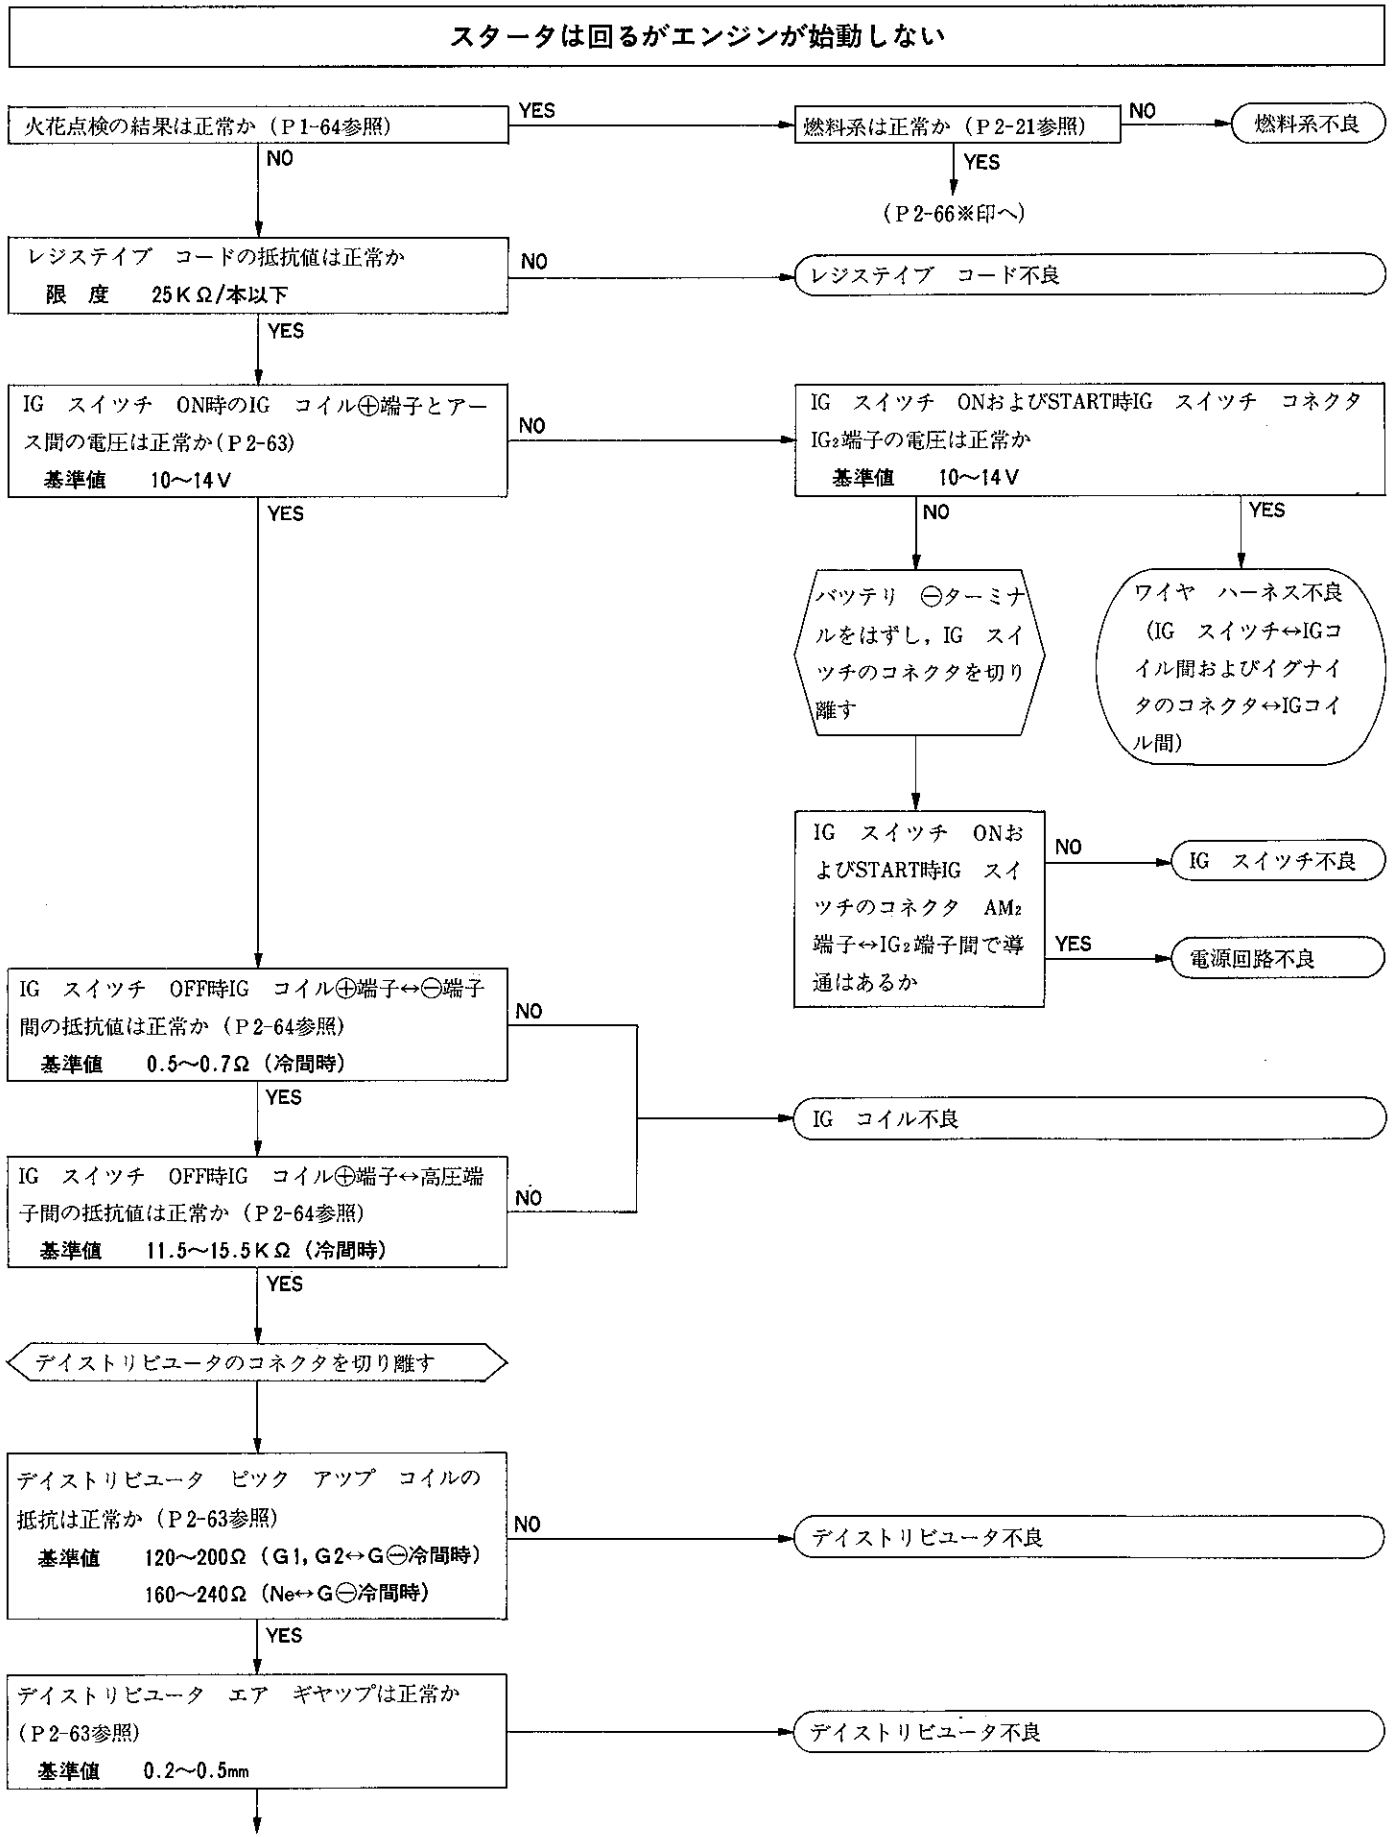 スタータは回るがエンジンが始動しない
火花点検の結果は正常か (P1-64参照)
YES
燃料系は正常か (P2-21参照)
NO
燃料系不良
NO
YES
(P2-66※印へ)
レジステイブ コードの抵抗値は正常か
限 度 25KΩ/本以下
NO
レジステイブ コード不良
YES
IG スイツチ ON時のIG コイル⊕端子とアー
ス間の電圧は正常か(P2-63)
基準値 10〜14V
NO
IG スイツチ ONおよびSTART時IG スイツチ コネクタ
IG₂端子の電圧は正常か
基準値 10〜14V
YES
NO
YES
バツテリ ⊖ターミナ
ルをはずし, IG スイ
ツチのコネクタを切り
離す
ワイヤ ハーネス不良
(IG スイツチ↔IGコ
イル間およびイグナイ
タのコネクタ↔IGコイ
ル間)
IG スイツチ ONお
よびSTART時IG スイ
ツチのコネクタ AM₂
端子↔IG₂端子間で導
通はあるか
NO
IG スイツチ不良
YES
電源回路不良
IG スイツチ OFF時IG コイル⊕端子↔⊖端子
間の抵抗値は正常か (P2-64参照)
基準値 0.5〜0.7Ω (冷間時)
NO
YES
IG コイル不良
IG スイツチ OFF時IG コイル⊕端子↔高圧端
子間の抵抗値は正常か (P2-64参照)
基準値 11.5〜15.5KΩ (冷間時)
NO
YES
デイストリビユータのコネクタを切り離す
デイストリビユータ ピツク アツプ コイルの
抵抗は正常か (P2-63参照)
基準値 120〜200Ω (G1, G2↔G⊖冷間時)
160〜240Ω (Ne↔G⊖冷間時)
NO
デイストリビユータ不良
YES
デイストリビユータ エア ギヤツプは正常か
(P2-63参照)
基準値 0.2〜0.5mm
デイストリビユータ不良